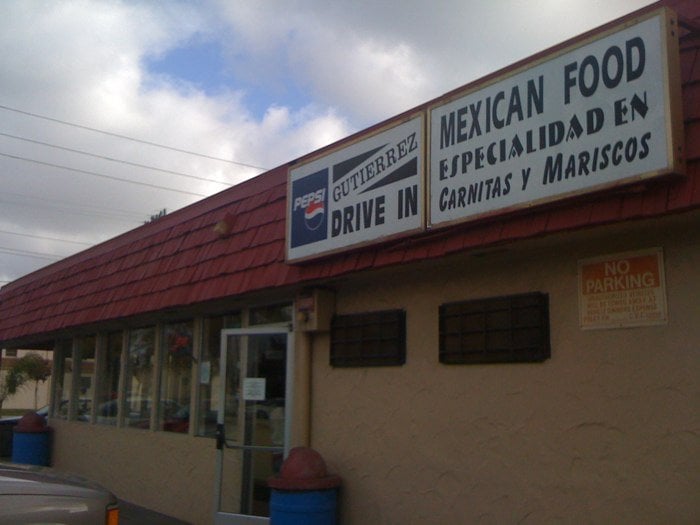 PEPSI
GUTIERREZ
DRIVE IN
MEXICAN FOOD
ESPECIALIDAD EN
CARNITAS Y MARISCOS
NO
PARKING